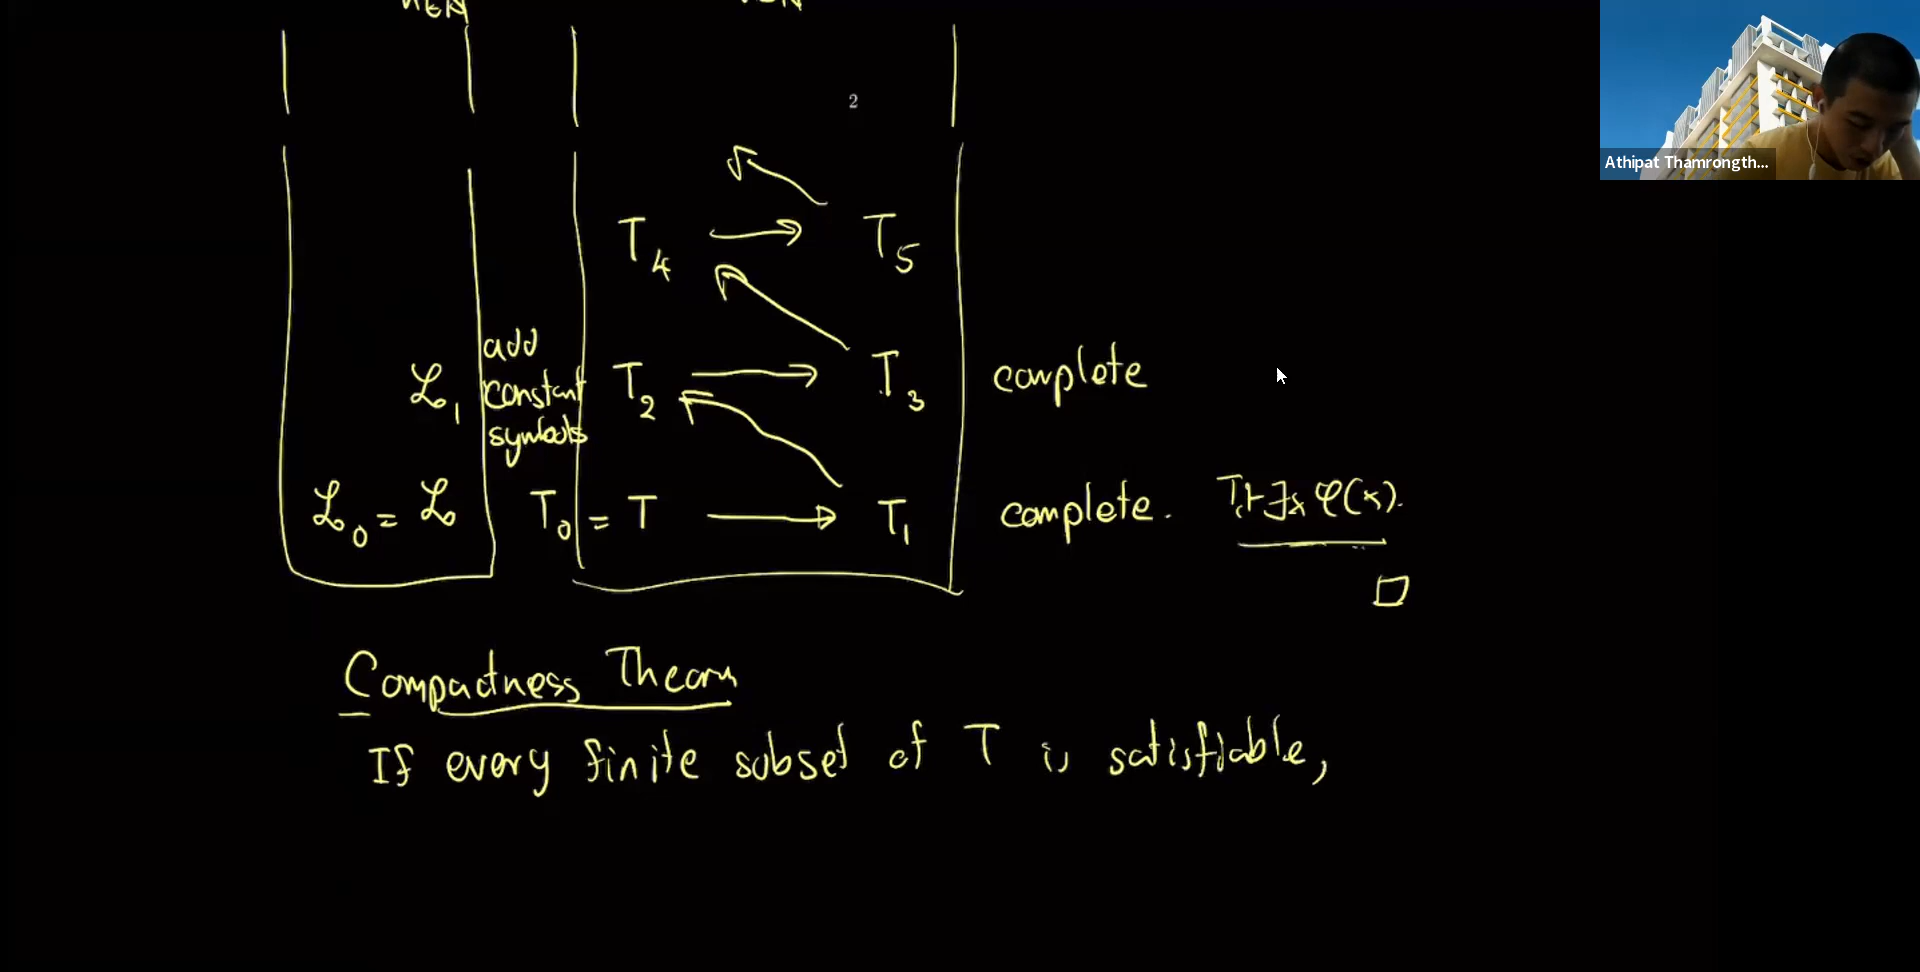 2
Athipat Thamrongth...
T₄ → T₅
add
constant
symbols
ℒ₁ T₂ → T₃ complete
ℒ₀ = ℒ T₀ = T → T₁ complete. T₁ ⊢ ∃x φ(x).
□
Compactness Theorm
If every finite subset of T is satisfiable,